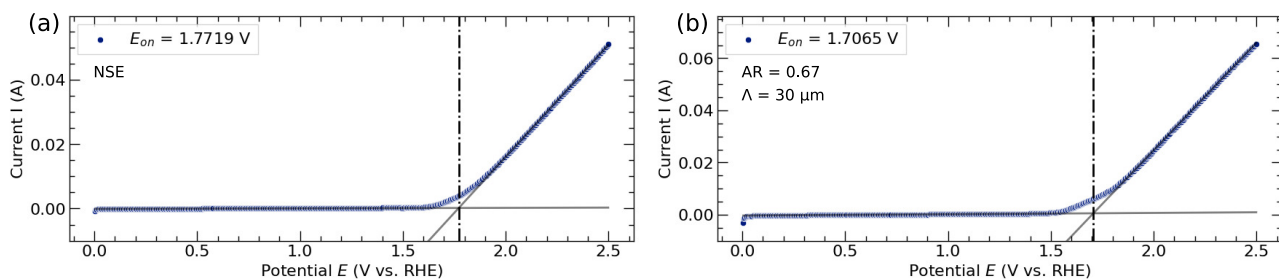 (a)
E_on = 1.7719 V
NSE
0.04
0.02
0.00
Current I (A)
0.0 0.5 1.0 1.5 2.0 2.5
Potential E (V vs. RHE)
(b)
E_on = 1.7065 V
AR = 0.67
Λ = 30 μm
0.06
0.04
0.02
0.00
Current I (A)
0.0 0.5 1.0 1.5 2.0 2.5
Potential E (V vs. RHE)